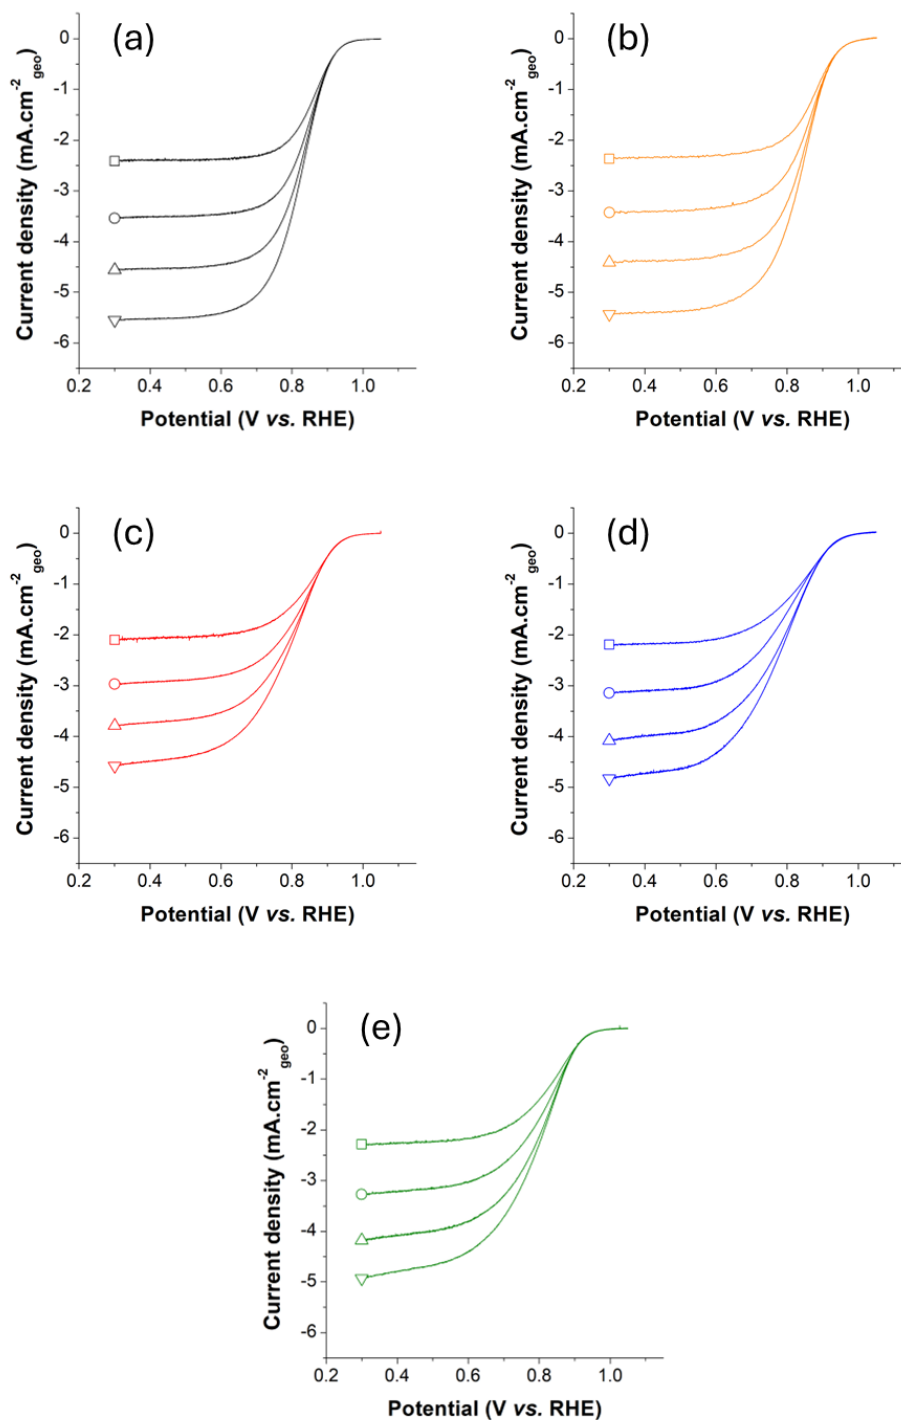 (a)
0
-1
-2
-3
-4
-5
-6
0.2 0.4 0.6 0.8 1.0
Current density (mA.cm⁻²geo)
Potential (V vs. RHE)
(b)
0
-1
-2
-3
-4
-5
-6
0.2 0.4 0.6 0.8 1.0
Current density (mA.cm⁻²geo)
Potential (V vs. RHE)
(c)
0
-1
-2
-3
-4
-5
-6
0.2 0.4 0.6 0.8 1.0
Current density (mA.cm⁻²geo)
Potential (V vs. RHE)
(d)
0
-1
-2
-3
-4
-5
-6
0.2 0.4 0.6 0.8 1.0
Current density (mA.cm⁻²geo)
Potential (V vs. RHE)
(e)
0
-1
-2
-3
-4
-5
-6
0.2 0.4 0.6 0.8 1.0
Current density (mA.cm⁻²geo)
Potential (V vs. RHE)